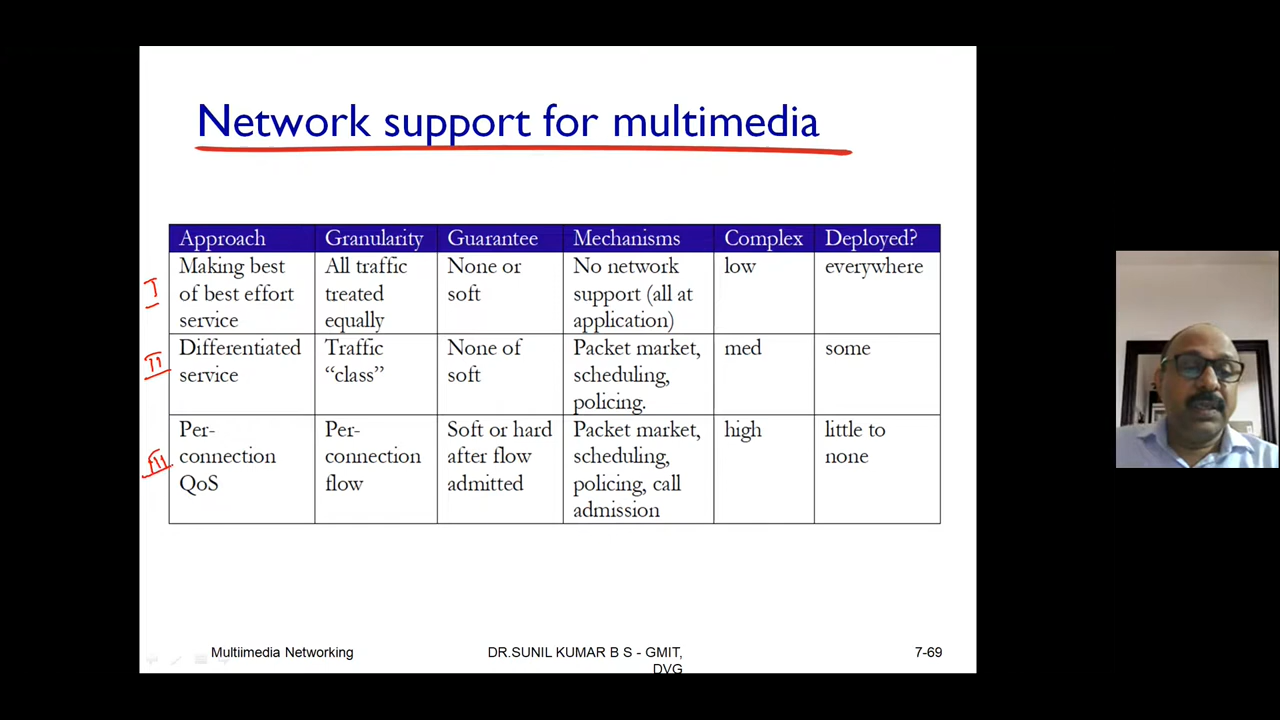 Network support for multimedia
Approach Granularity Guarantee Mechanisms Complex Deployed?
I
Making best of best effort service
All traffic treated equally
None or soft
No network support (all at application)
low
everywhere
II
Differentiated service
Traffic "class"
None of soft
Packet market, scheduling, policing.
med
some
III
Per-connection QoS
Per-connection flow
Soft or hard after flow admitted
Packet market, scheduling, policing, call admission
high
little to none
Multiimedia Networking
DR.SUNIL KUMAR B S - GMIT,
DVG
7-69